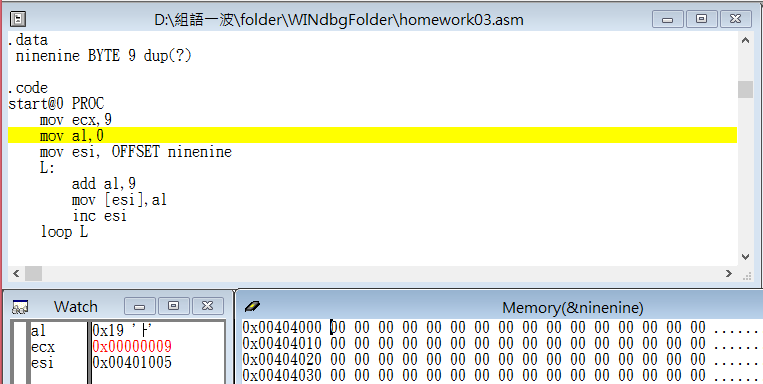 D:\組語一波\folder\WINdbgFolder\homework03.asm
.data
ninenine BYTE 9 dup(?)
.code
start@0 PROC
mov ecx,9
mov al,0
mov esi, OFFSET ninenine
L:
add al,9
mov [esi],al
inc esi
loop L
Watch
al 0x19 '├'
ecx 0x00000009
esi 0x00401005
Memory(&ninenine)
0x00404000 00 00 00 00 00 00 00 00 00 00 00 00 00 00 00 00 ......
0x00404010 00 00 00 00 00 00 00 00 00 00 00 00 00 00 00 00 ......
0x00404020 00 00 00 00 00 00 00 00 00 00 00 00 00 00 00 00 ......
0x00404030 00 00 00 00 00 00 00 00 00 00 00 00 00 00 00 00 ......